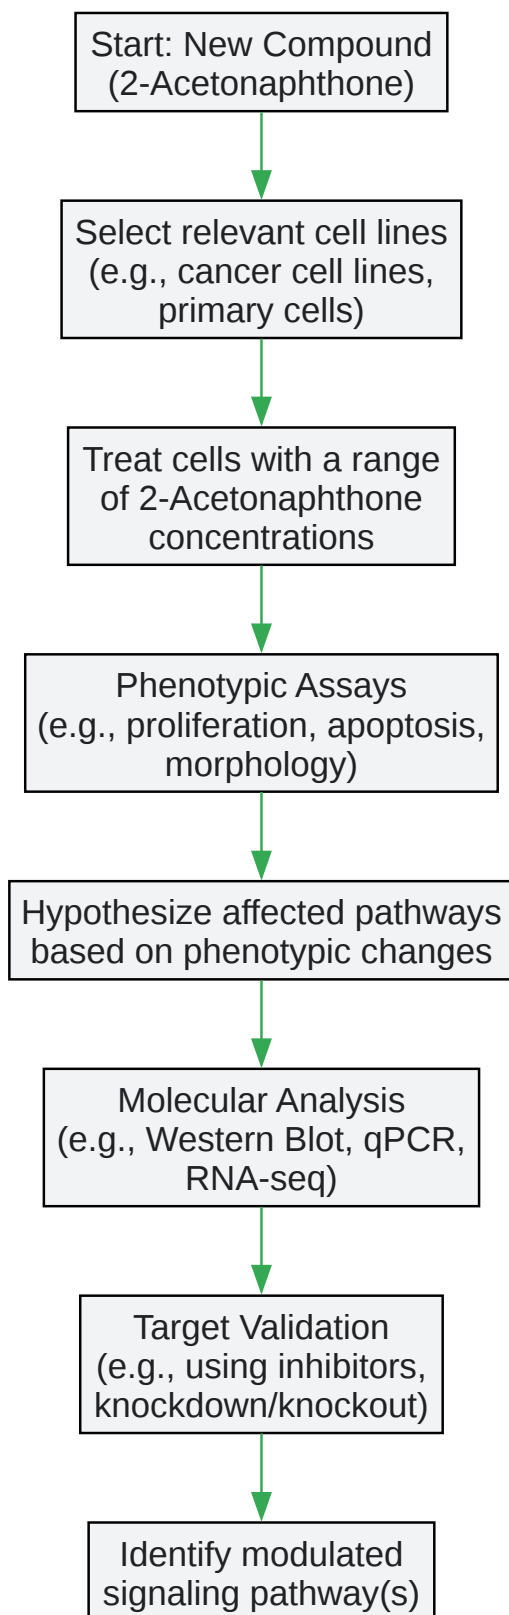 Start: New Compound
(2-Acetonaphthone)
Select relevant cell lines
(e.g., cancer cell lines,
primary cells)
Treat cells with a range
of 2-Acetonaphthone
concentrations
Phenotypic Assays
(e.g., proliferation, apoptosis,
morphology)
Hypothesize affected pathways
based on phenotypic changes
Molecular Analysis
(e.g., Western Blot, qPCR,
RNA-seq)
Target Validation
(e.g., using inhibitors,
knockdown/knockout)
Identify modulated
signaling pathway(s)